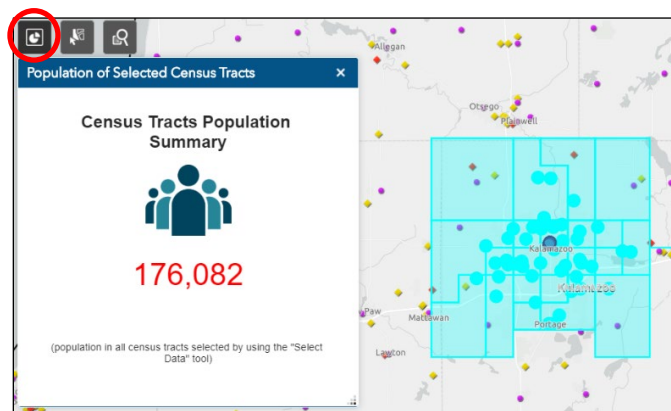 Allegan
Population of Selected Census Tracts ×
Otsego
Plainwell
Census Tracts Population
Summary
176,082
Kalamazoo
Kalamazoo
Paw
Mattawan
Portage
Lawton
(population in all census tracts selected by using the "Select
Data" tool)